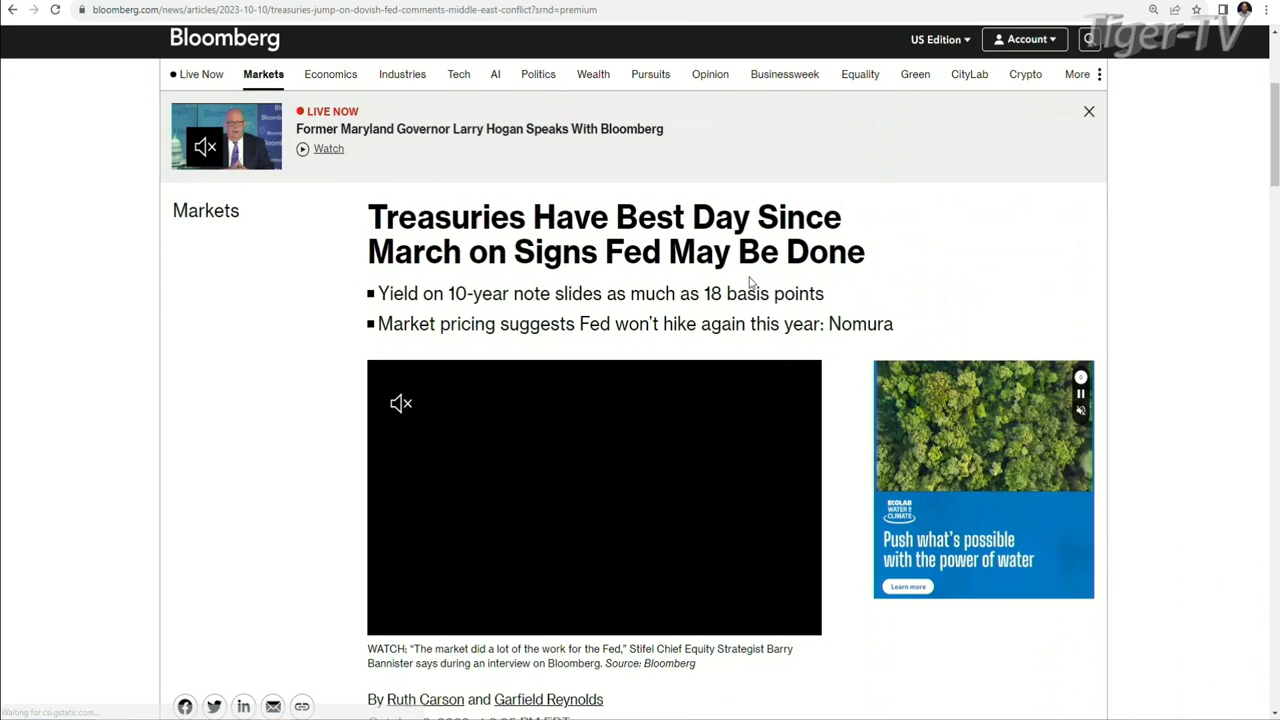 bloomberg.com/news/articles/2023-10-10/treasuries-jump-on-dovish-fed-comments-middle-east-conflict?srnd=premium
Tiger-TV
Bloomberg
US Edition
Account
Live Now
Markets
Economics
Industries
Tech
AI
Politics
Wealth
Pursuits
Opinion
Businessweek
Equality
Green
CityLab
Crypto
More
LIVE NOW
Former Maryland Governor Larry Hogan Speaks With Bloomberg
Watch
Markets
Treasuries Have Best Day Since
March on Signs Fed May Be Done
Yield on 10-year note slides as much as 18 basis points
Market pricing suggests Fed won't hike again this year: Nomura
ECOLAB
WATER
CLIMATE
Push what's possible
with the power of water
Learn more
WATCH: “The market did a lot of the work for the Fed,” Stifel Chief Equity Strategist Barry
Bannister says during an interview on Bloomberg. Source: Bloomberg
By Ruth Carson and Garfield Reynolds
Waiting for csi.gstatic.com...